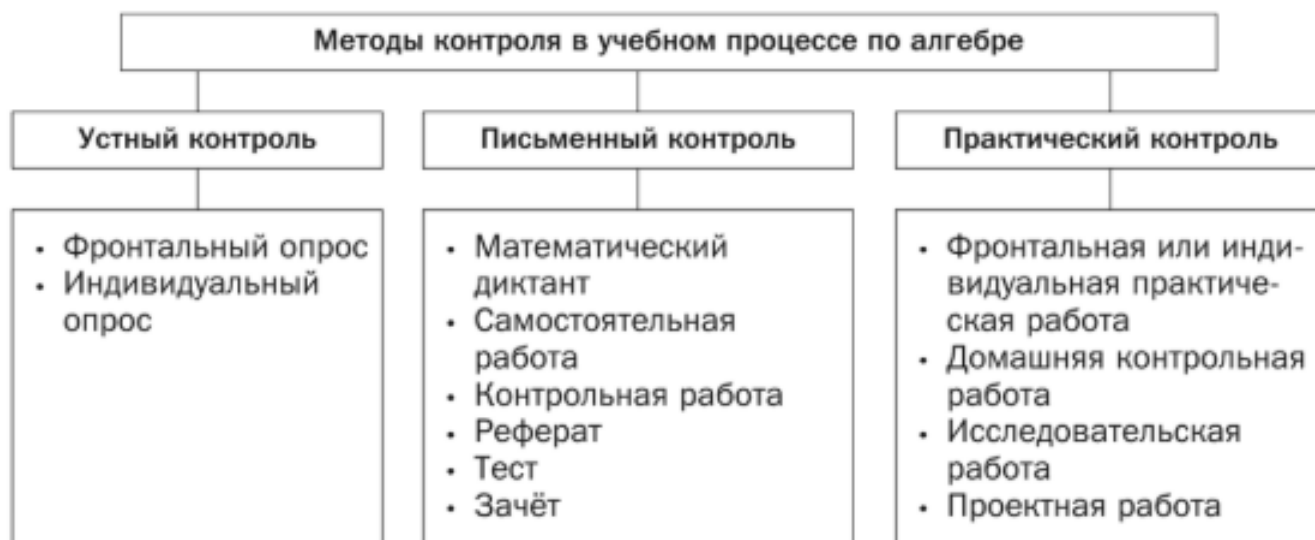 Методы контроля в учебном процессе по алгебре
Устный контроль
• Фронтальный опрос
• Индивидуальный
опрос
Письменный контроль
• Математический
диктант
• Самостоятельная
работа
• Контрольная работа
• Реферат
• Тест
• Зачёт
Практический контроль
• Фронтальная или инди-
видуальная практиче-
ская работа
• Домашняя контрольная
работа
• Исследовательская
работа
• Проектная работа